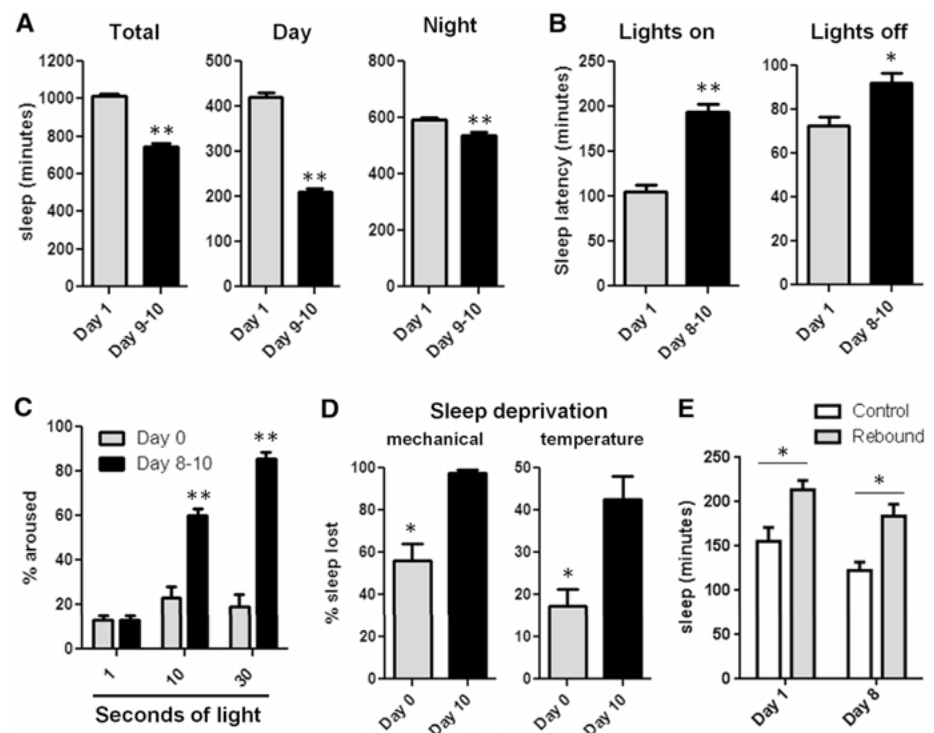 A
Total
Day
Night
sleep (minutes)
1200
1000
800
600
400
200
0
**
Day 1
Day 9-10
500
400
300
200
100
0
**
Day 1
Day 9-10
800
600
400
200
0
**
Day 1
Day 9-10
B
Lights on
Lights off
Sleep latency (minutes)
250
200
150
100
50
0
**
Day 1
Day 8-10
100
80
60
40
20
0
*
Day 1
Day 8-10
C
% aroused
100
80
60
40
20
0
Day 0
Day 8-10
**
**
1
10
30
Seconds of light
D
Sleep deprivation
mechanical
temperature
% sleep lost
100
80
60
40
20
0
*
Day 0
Day 10
50
40
30
20
10
0
*
Day 0
Day 10
E
Control
Rebound
sleep (minutes)
250
200
150
100
50
0
*
*
Day 1
Day 8